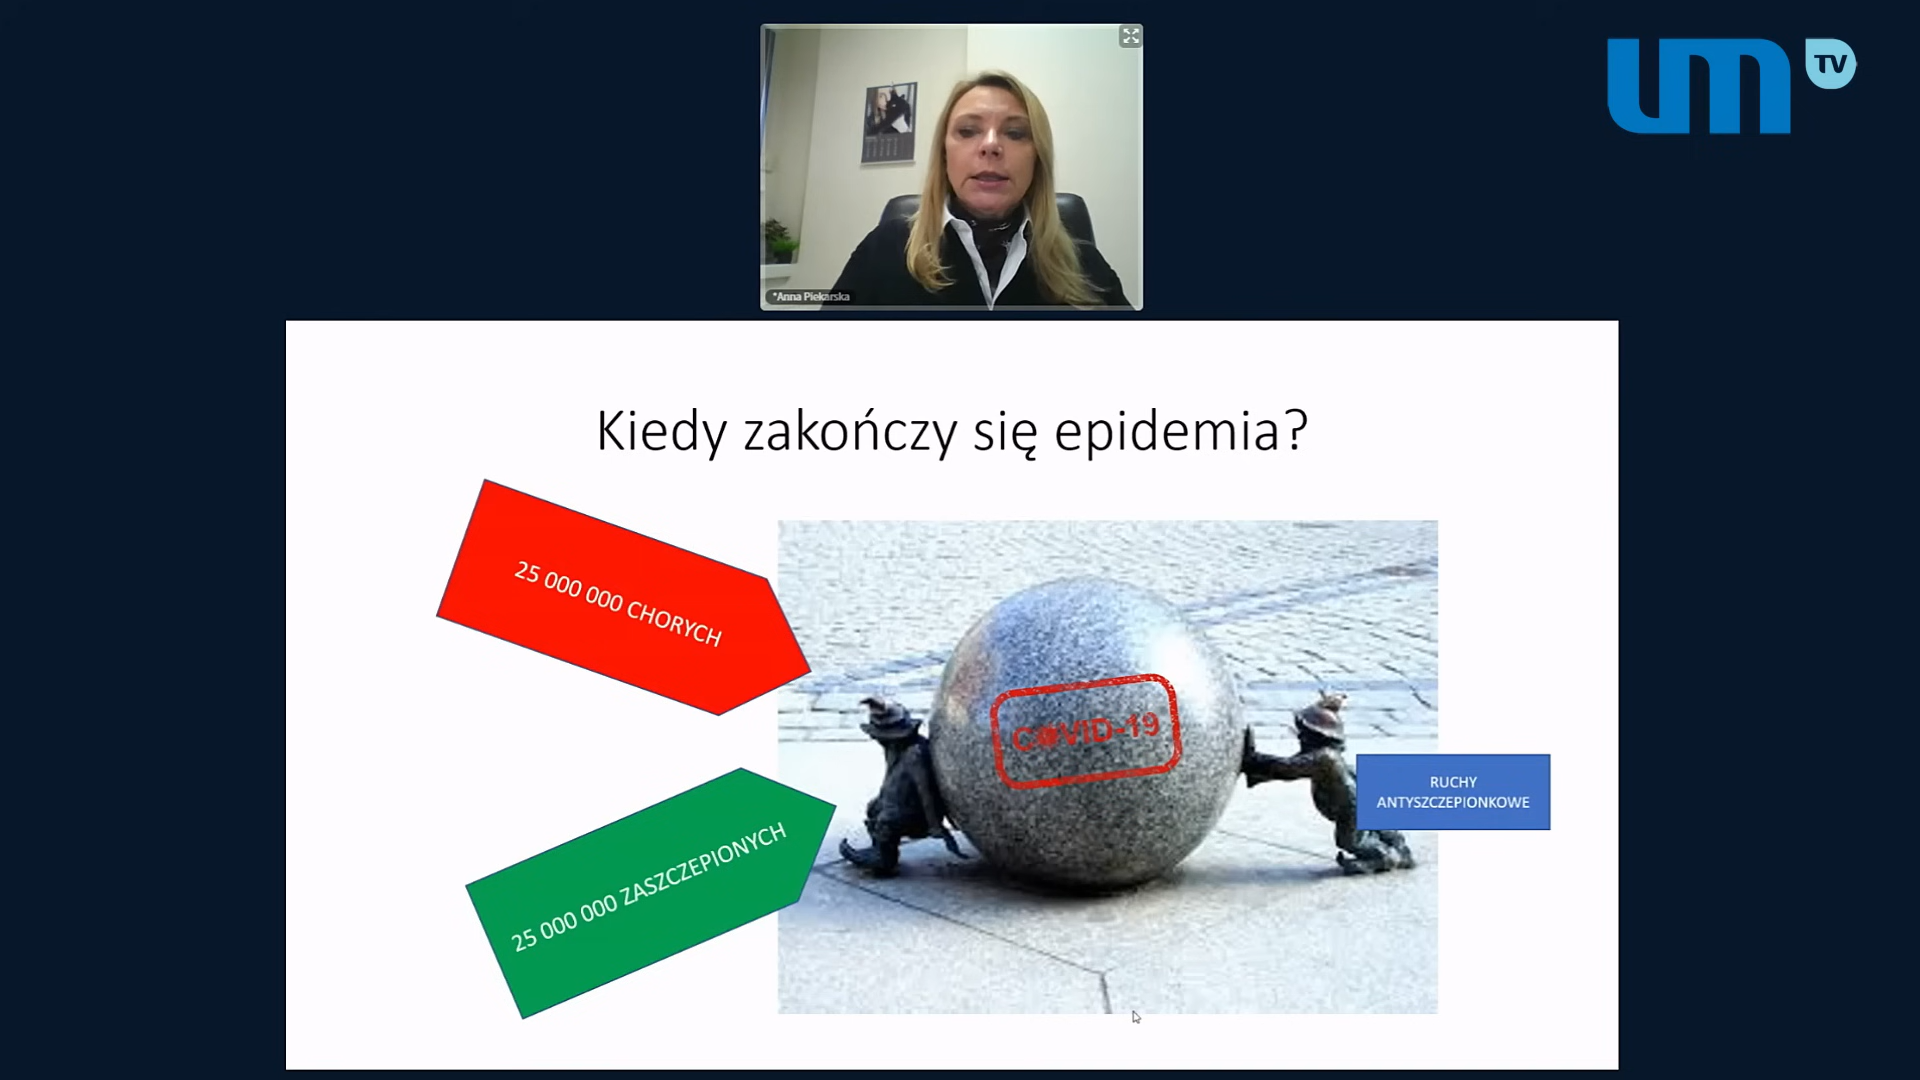 um TV
*Anna Piekarska
Kiedy zakończy się epidemia?
25 000 000 CHORYCH
COVID-19
RUCHY
ANTYSZCZEPIONKOWE
25 000 000 ZASZCZEPIONYCH